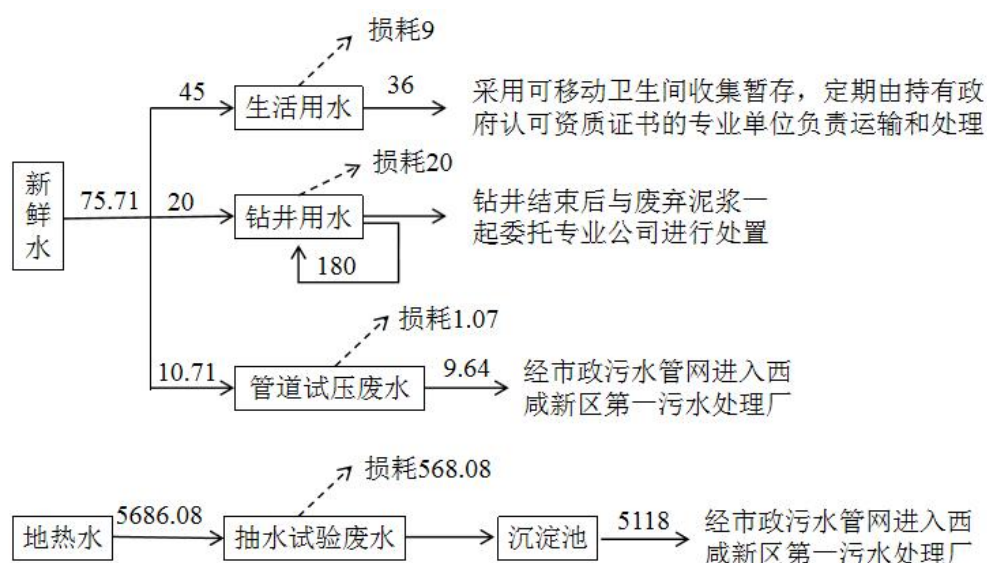 损耗9
45
生活用水
36
采用可移动卫生间收集暂存，定期由持有政
府认可资质证书的专业单位负责运输和处理
新鲜水
75.71
损耗20
20
钻井用水
180
钻井结束后与废弃泥浆一
起委托专业公司进行处置
损耗1.07
10.71
管道试压废水
9.64
经市政污水管网进入西
咸新区第一污水处理厂
损耗568.08
地热水
5686.08
抽水试验废水
沉淀池
5118
经市政污水管网进入西
咸新区第一污水处理厂